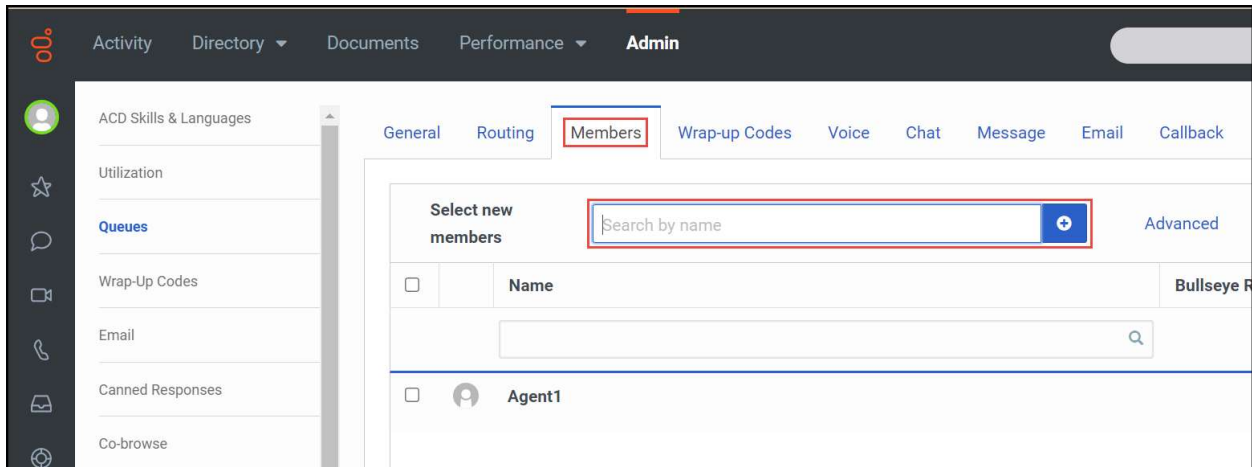 Activity Directory Documents Performance Admin
ACD Skills & Languages
Utilization
Queues
Wrap-Up Codes
Email
Canned Responses
Co-browse
General Routing Members Wrap-up Codes Voice Chat Message Email Callback
Select new
members
Search by name
Advanced
Name
Bullseye R
Agent1